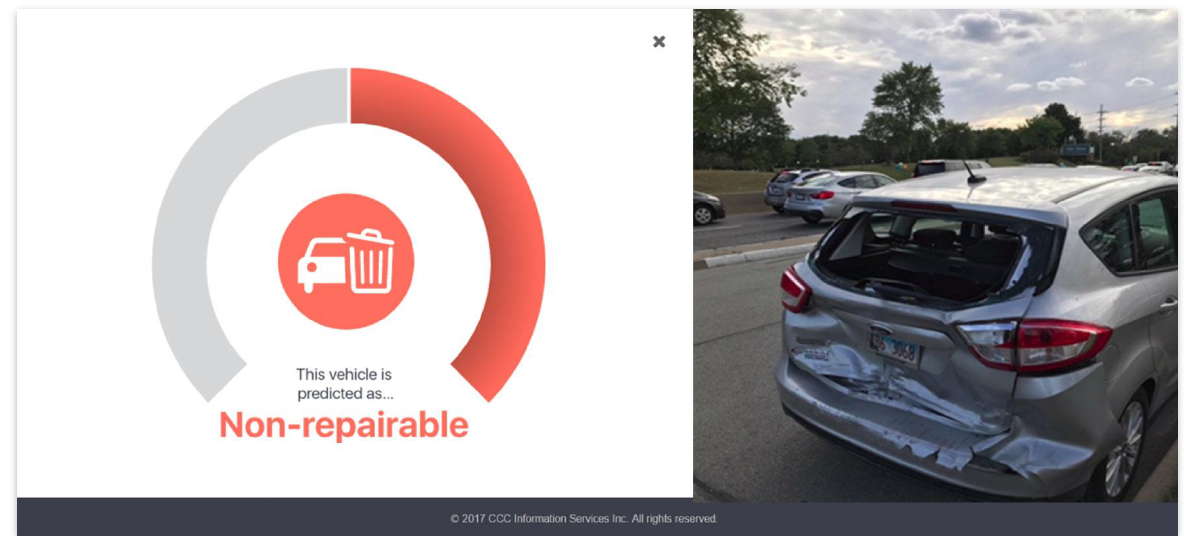 This vehicle is
predicted as...
Non-repairable
© 2017 CCC Information Services Inc. All rights reserved.